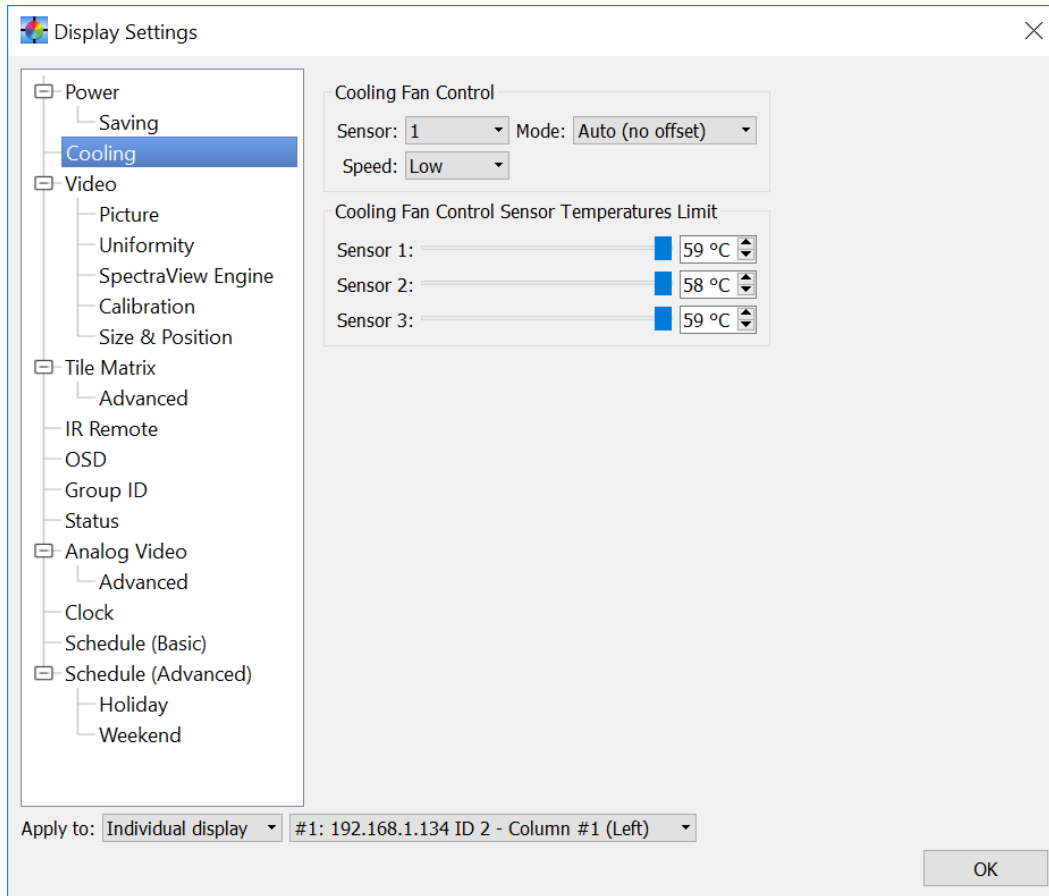 Display Settings
Power
Saving
Cooling
Video
Picture
Uniformity
SpectraView Engine
Calibration
Size & Position
Tile Matrix
Advanced
IR Remote
OSD
Group ID
Status
Analog Video
Advanced
Clock
Schedule (Basic)
Schedule (Advanced)
Holiday
Weekend
Cooling Fan Control
Sensor: 1 Mode: Auto (no offset)
Speed: Low
Cooling Fan Control Sensor Temperatures Limit
Sensor 1: 59 °C
Sensor 2: 58 °C
Sensor 3: 59 °C
Apply to: Individual display #1: 192.168.1.134 ID 2 - Column #1 (Left)
OK